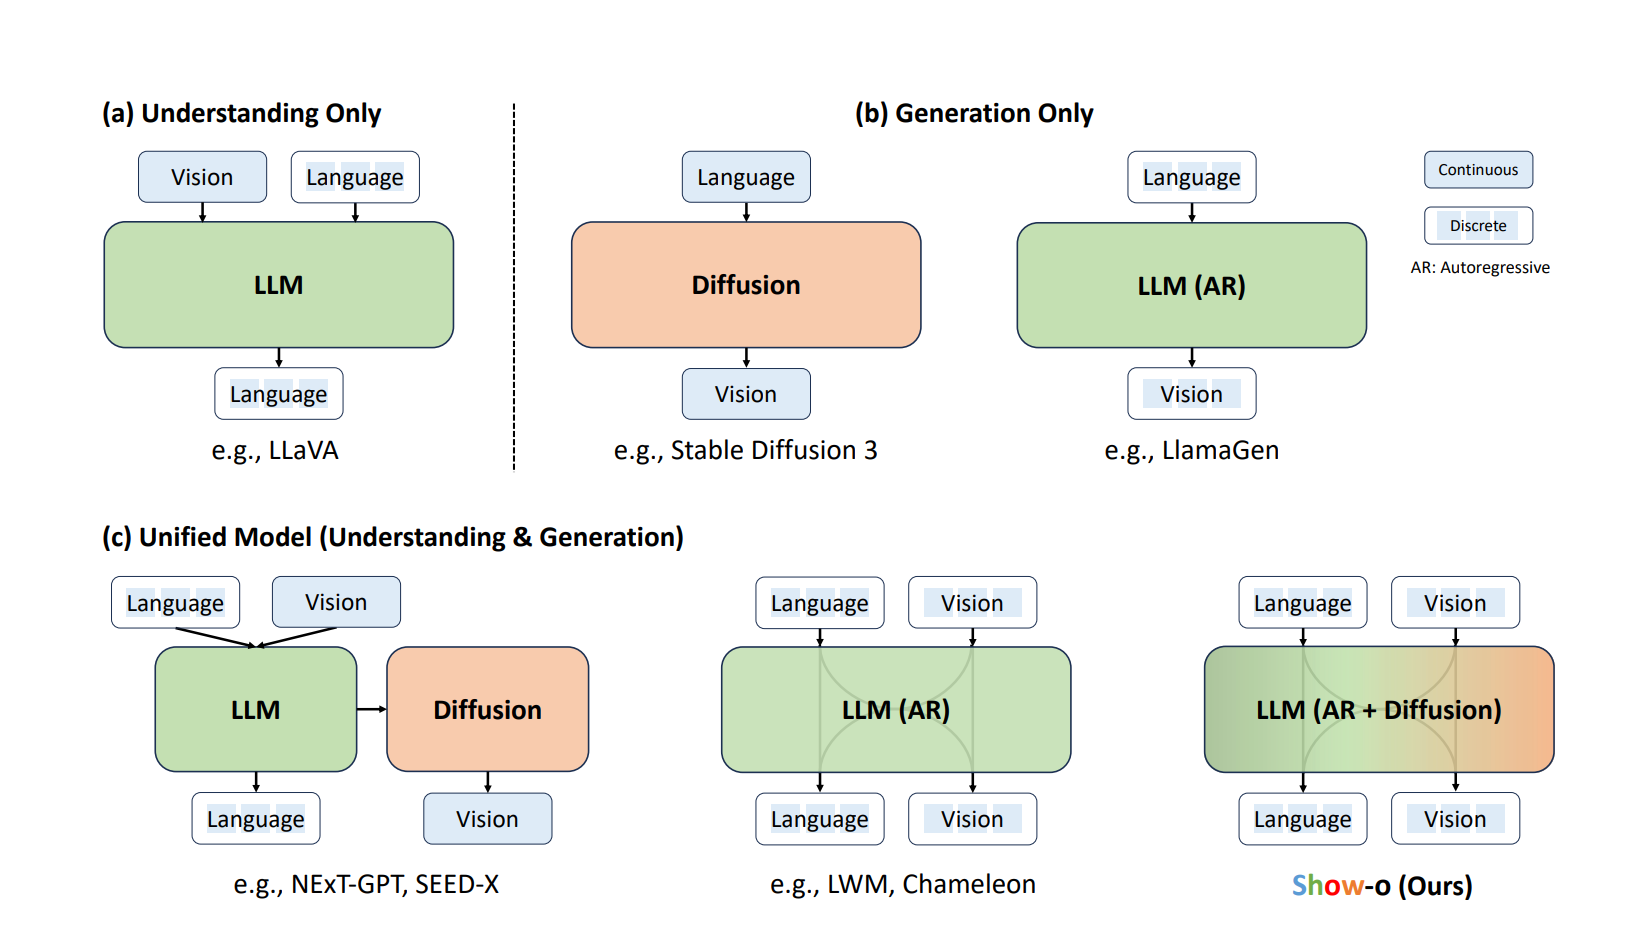 (a) Understanding Only
(b) Generation Only
Vision
Language
Language
Language
Continuous
Discrete
AR: Autoregressive
LLM
Diffusion
LLM (AR)
Language
Vision
Vision
e.g., LLaVA
e.g., Stable Diffusion 3
e.g., LlamaGen
(c) Unified Model (Understanding & Generation)
Language
Vision
Language
Vision
Language
Vision
LLM
Diffusion
LLM (AR)
LLM (AR + Diffusion)
Language
Vision
Language
Vision
Language
Vision
e.g., NExT-GPT, SEED-X
e.g., LWM, Chameleon
Show-o (Ours)